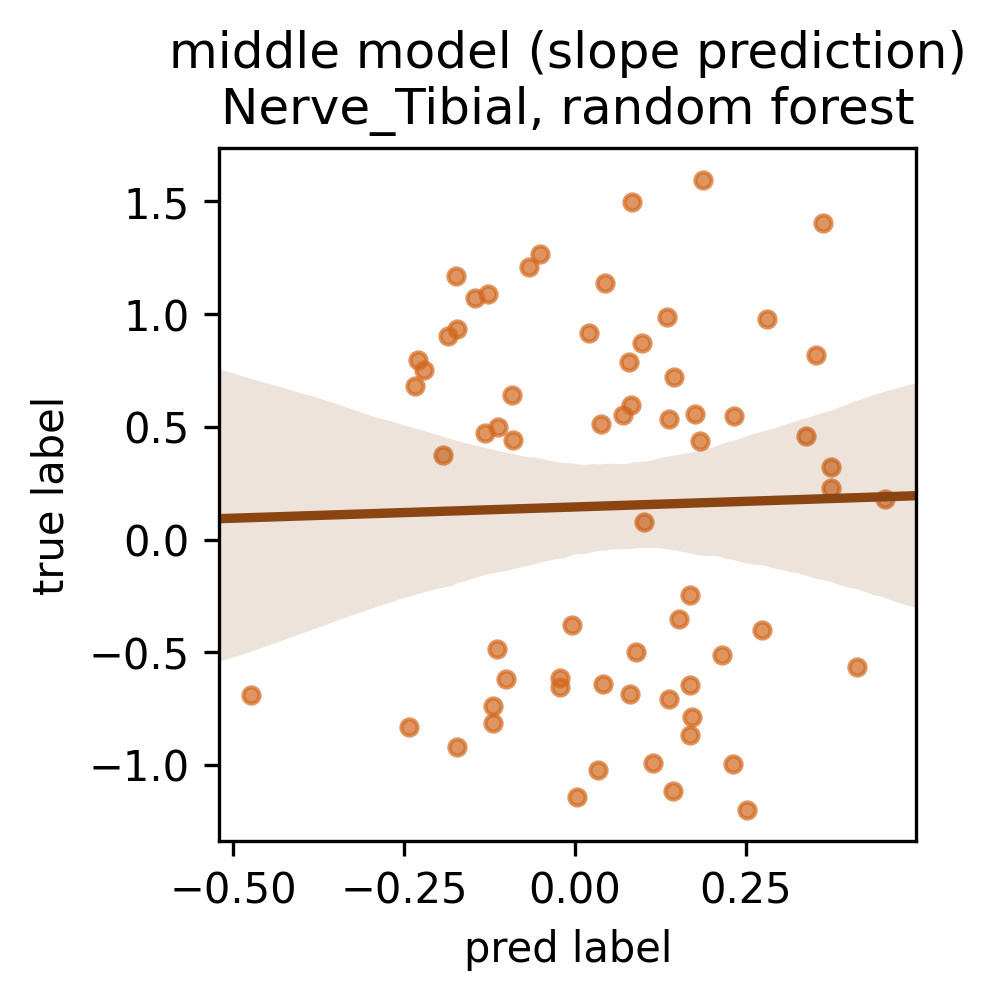 middle model (slope prediction)
Nerve_Tibial, random forest
1.5
1.0
0.5
0.0
−0.5
−1.0
true label
−0.50 −0.25 0.00 0.25
pred label